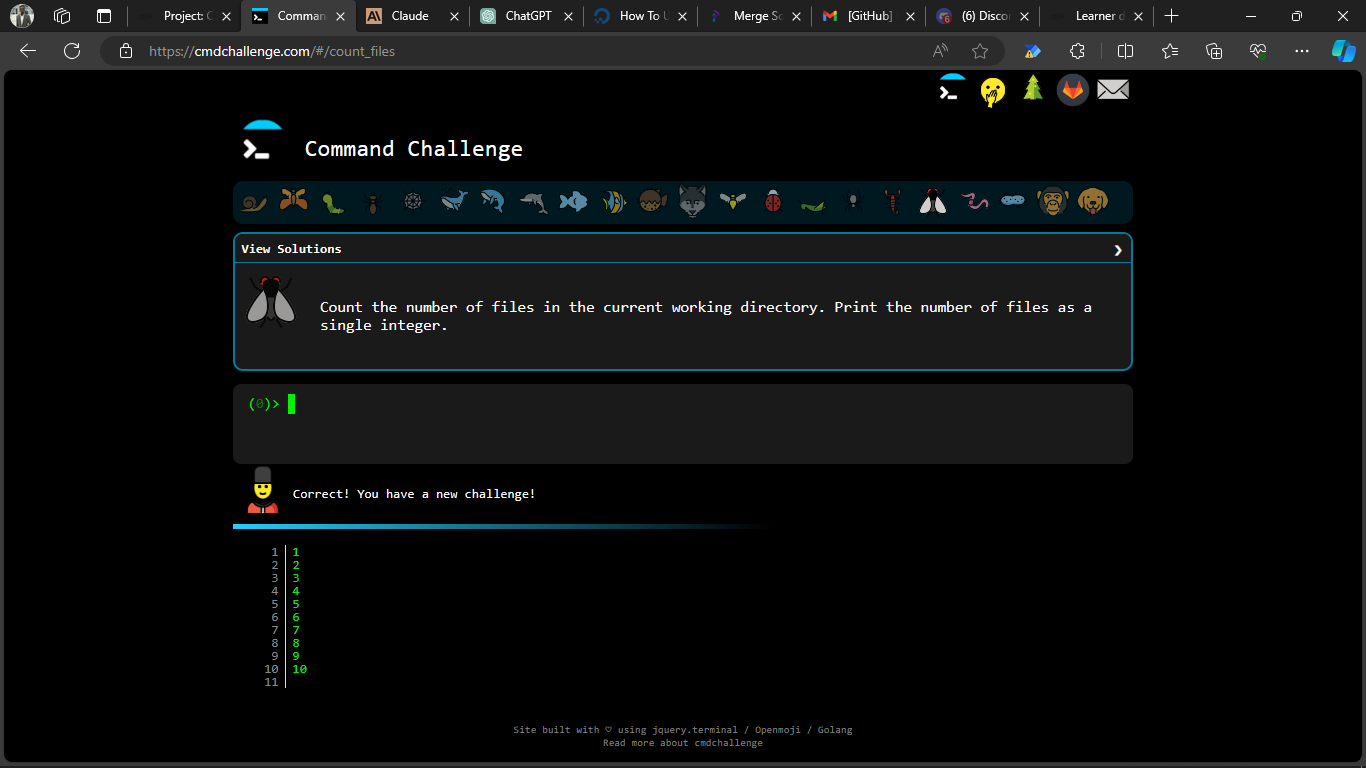 Project: C
Comman
Claude
ChatGPT
How To U
Merge So
[GitHub]
(6) Discor
Learner d
https://cmdchallenge.com/#/count_files
Command Challenge
View Solutions
Count the number of files in the current working directory. Print the number of files as a
single integer.
(0)>
Correct! You have a new challenge!
1 1
2 2
3 3
4 4
5 5
6 6
7 7
8 8
9 9
10 10
11
Site built with ♡ using jquery.terminal / Openmoji / Golang
Read more about cmdchallenge